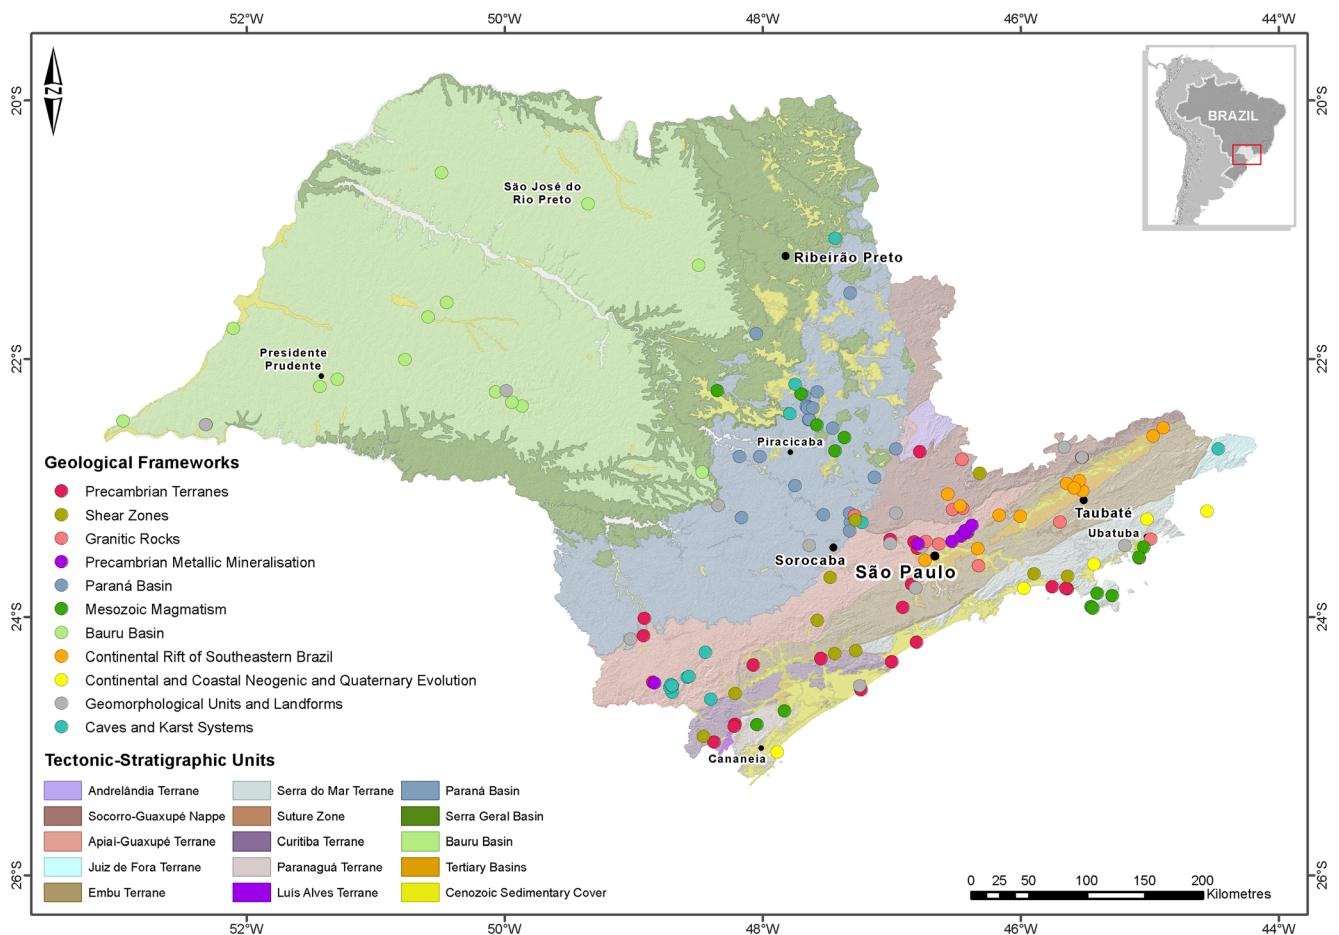 52°W 50°W 48°W 46°W 44°W
20°S
20°S
22°S
22°S
24°S
24°S
26°S
26°S
N
BRAZIL
São José do
Rio Preto
Ribeirão Preto
Presidente
Prudente
Piracicaba
Taubaté
Ubatuba
Sorocaba
São Paulo
Cananeia
Geological Frameworks
Precambrian Terranes
Shear Zones
Granitic Rocks
Precambrian Metallic Mineralisation
Paraná Basin
Mesozoic Magmatism
Bauru Basin
Continental Rift of Southeastern Brazil
Continental and Coastal Neogenic and Quaternary Evolution
Geomorphological Units and Landforms
Caves and Karst Systems
Tectonic-Stratigraphic Units
Andrelândia Terrane
Socorro-Guaxupé Nappe
Apiaí-Guaxupé Terrane
Juiz de Fora Terrane
Embu Terrane
Serra do Mar Terrane
Suture Zone
Curitiba Terrane
Paranaguá Terrane
Luís Alves Terrane
Paraná Basin
Serra Geral Basin
Bauru Basin
Tertiary Basins
Cenozoic Sedimentary Cover
0 25 50 100 150 200
Kilometres
52°W 50°W 48°W 46°W 44°W